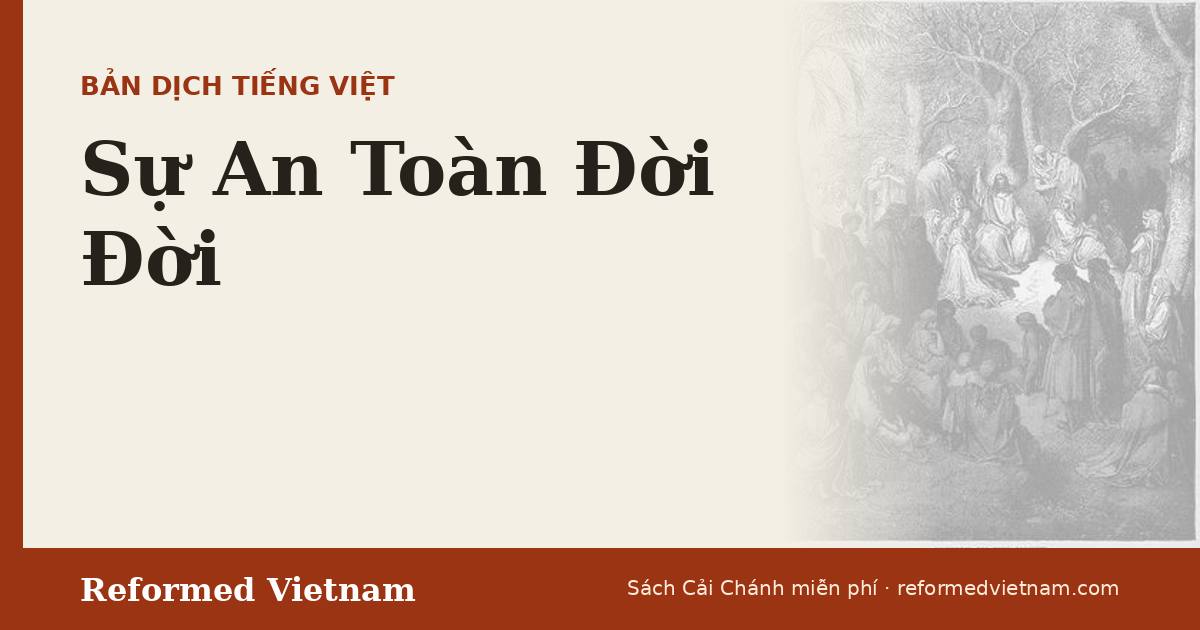 BẢN DỊCH TIẾNG VIỆT
Sự An Toàn Đời
Đời
Reformed Vietnam
Sách Cải Chánh miễn phí · reformedvietnam.com